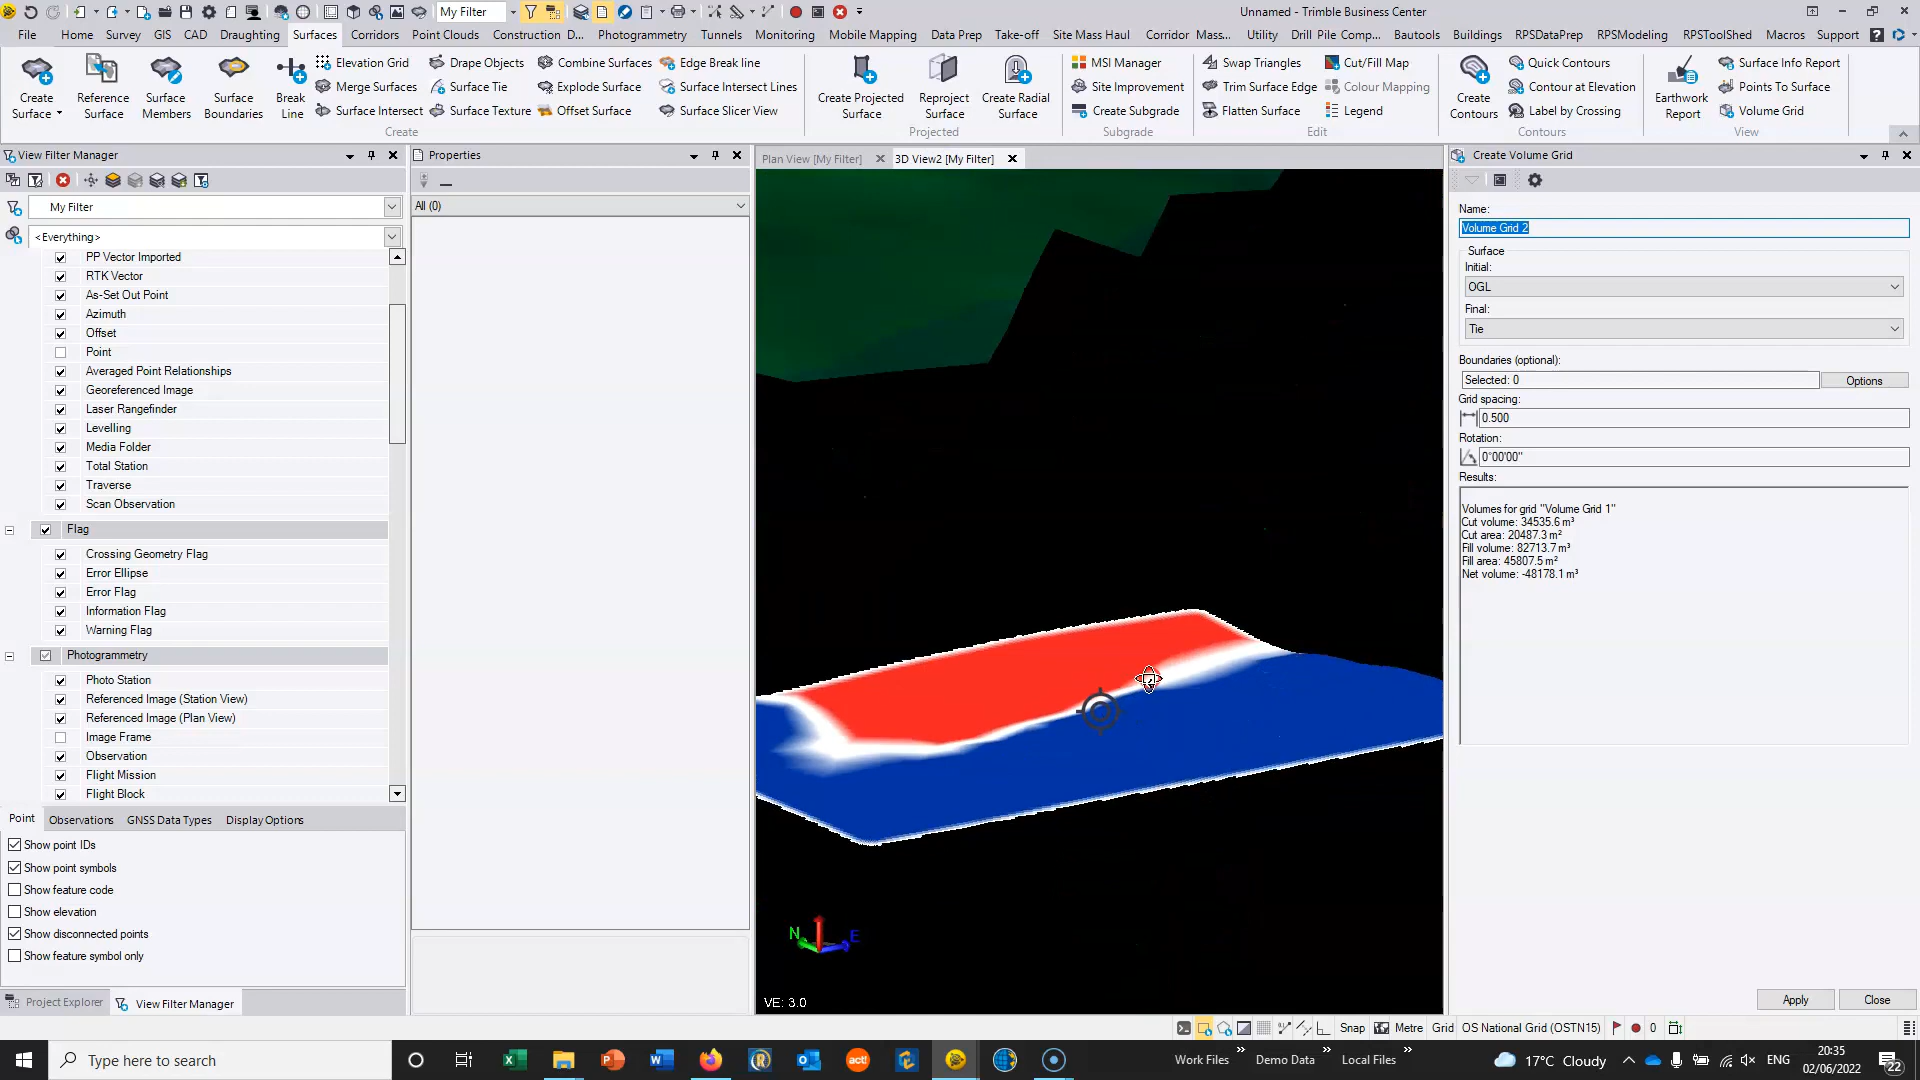 My Filter
Unnamed - Trimble Business Center
File Home Survey GIS CAD Draughting Surfaces Corridors Point Clouds Construction D... Photogrammetry Tunnels Monitoring Mobile Mapping Data Prep Take-off Site Mass Haul Corridor Mass... Utility Drill Pile Comp... Bautools Buildings RPSDataPrep RPSModeling RPSToolShed Macros Support
Create Surface
Reference Surface
Surface Members
Surface Boundaries
Break Line
Elevation Grid
Merge Surfaces
Surface Intersect
Drape Objects
Surface Tie
Surface Texture
Combine Surfaces
Explode Surface
Offset Surface
Edge Break line
Surface Intersect Lines
Surface Slicer View
Create
Create Projected Surface
Reproject Surface
Create Radial Surface
Projected
MSI Manager
Site Improvement
Create Subgrade
Subgrade
Swap Triangles
Trim Surface Edge
Flatten Surface
Cut/Fill Map
Colour Mapping
Legend
Edit
Create Contours
Quick Contours
Contour at Elevation
Label by Crossing
Contours
Earthwork Report
Surface Info Report
Points To Surface
Volume Grid
View
View Filter Manager
My Filter
<Everything>
PP Vector Imported
RTK Vector
As-Set Out Point
Azimuth
Offset
Point
Averaged Point Relationships
Georeferenced Image
Laser Rangefinder
Levelling
Media Folder
Total Station
Traverse
Scan Observation
Flag
Crossing Geometry Flag
Error Ellipse
Error Flag
Information Flag
Warning Flag
Photogrammetry
Photo Station
Referenced Image (Station View)
Referenced Image (Plan View)
Image Frame
Observation
Flight Mission
Flight Block
Point Observations GNSS Data Types Display Options
Show point IDs
Show point symbols
Show feature code
Show elevation
Show disconnected points
Show feature symbol only
Project Explorer View Filter Manager
Properties
All (0)
Plan View [My Filter] 3D View2 [My Filter]
N E
VE: 3.0
Create Volume Grid
Name:
Volume Grid 2
Surface
Initial:
OGL
Final:
Tie
Boundaries (optional):
Selected: 0 Options
Grid spacing:
0.500
Rotation:
0°00'00"
Results:
Volumes for grid "Volume Grid 1"
Cut volume: 34535.6 m³
Cut area: 20487.3 m²
Fill volume: 82713.7 m³
Fill area: 45807.5 m²
Net volume: -48178.1 m³
Apply Close
Snap Metre Grid OS National Grid (OSTN15) 0
Type here to search
act!
Work Files Demo Data Local Files
17°C Cloudy
ENG
20:35
02/06/2022
22